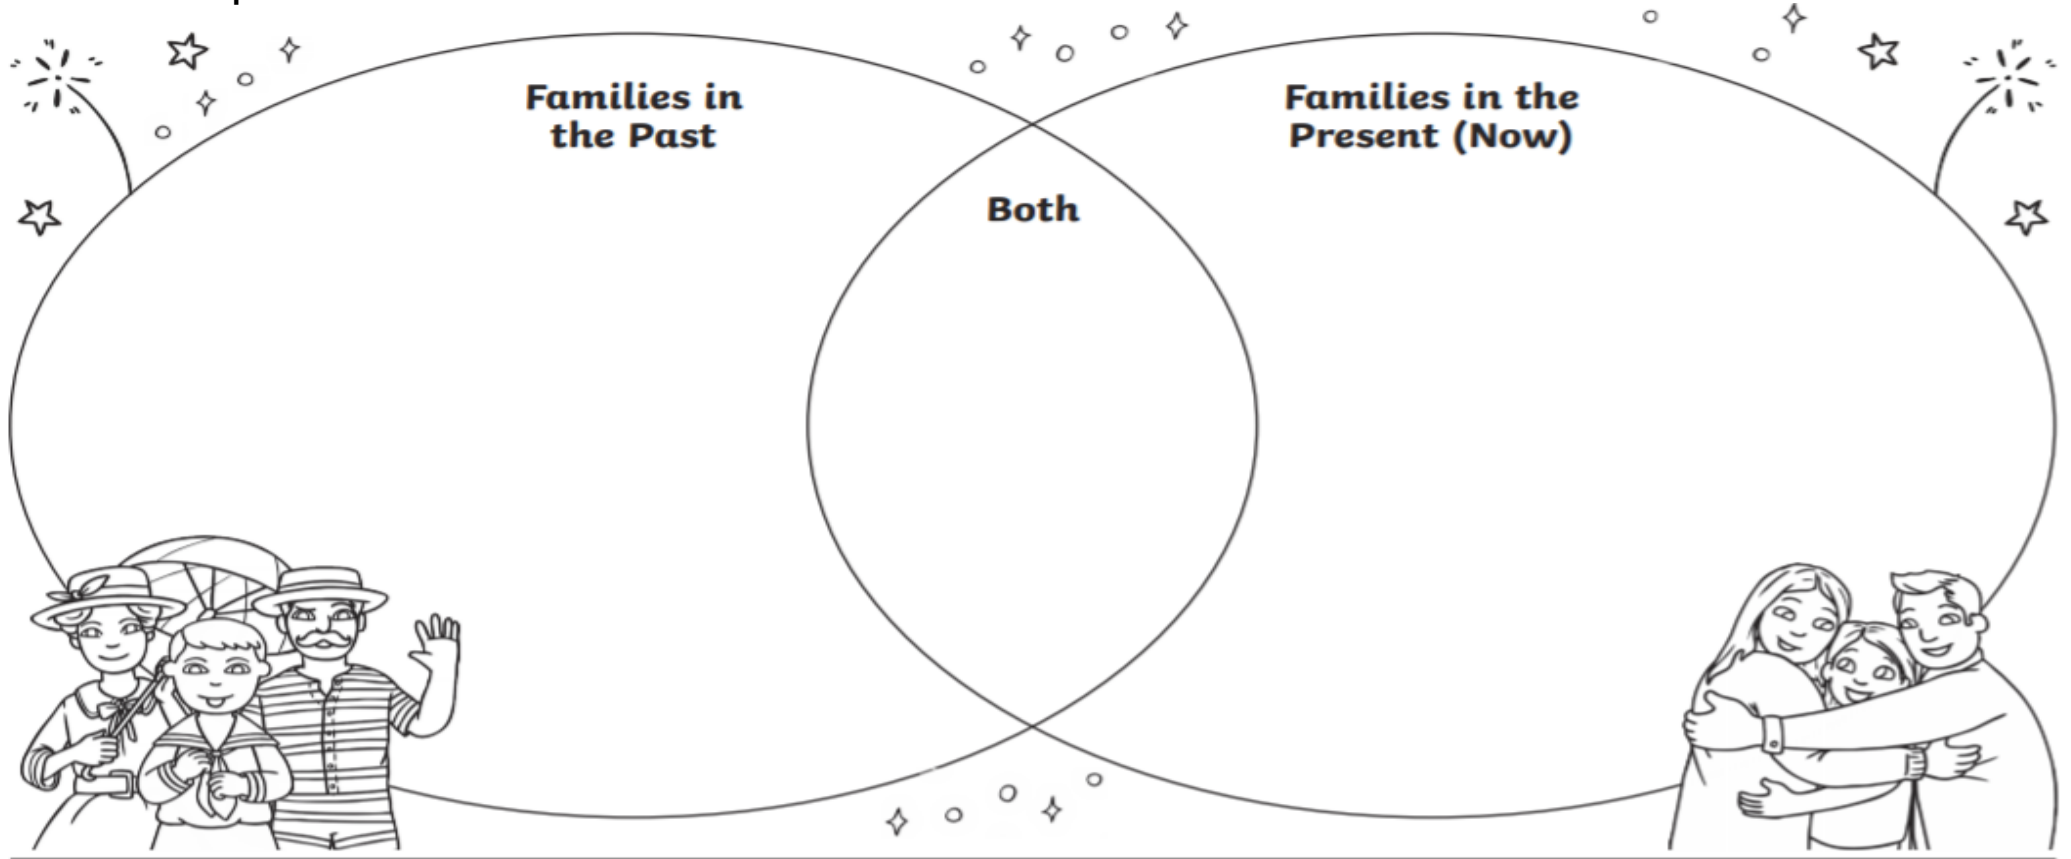 Families in
the Past
Both
Families in the
Present (Now)